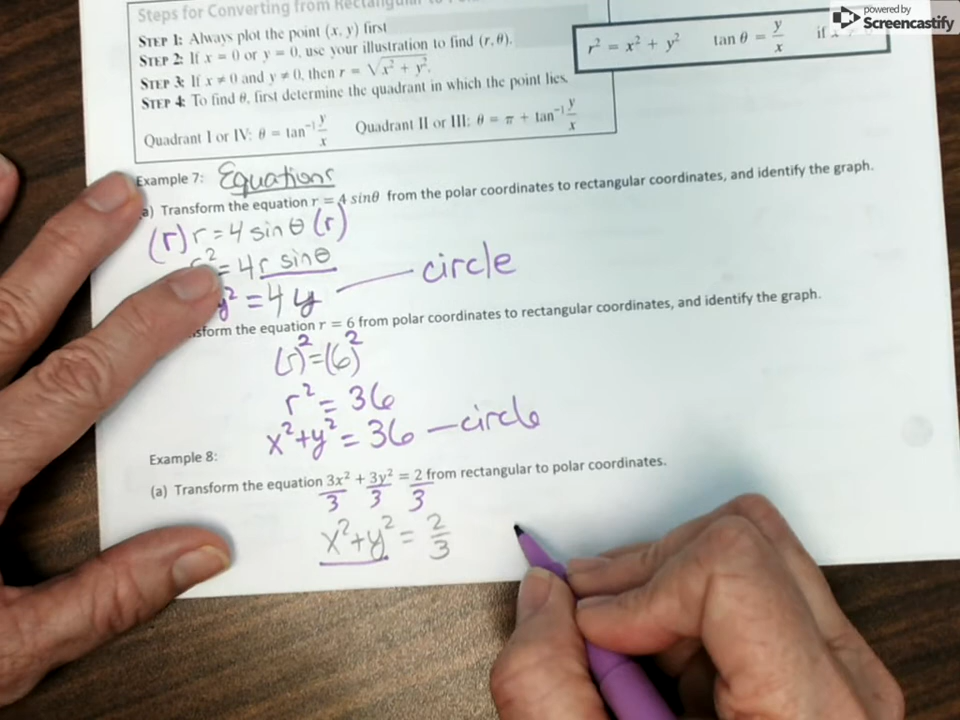 powered by
Screencastify
Steps for Converting from Rectangular to
STEP 1: Always plot the point (x, y) first
STEP 2: If x = 0 or y = 0, use your illustration to find (r, θ).
STEP 3: If x ≠ 0 and y ≠ 0, then r = √x² + y².
STEP 4: To find θ, first determine the quadrant in which the point lies.
Quadrant I or IV: θ = tan⁻¹ y/x Quadrant II or III: θ = π + tan⁻¹ y/x
r² = x² + y² tan θ = y/x if x
Example 7: Equations
a) Transform the equation r = 4 sinθ from the polar coordinates to rectangular coordinates, and identify the graph.
(r) r = 4 sin θ (r)
² = 4r sinθ
y² = 4y — circle
sform the equation r = 6 from polar coordinates to rectangular coordinates, and identify the graph.
(r)² = (6)²
r² = 36
x² + y² = 36 — circle
Example 8:
(a) Transform the equation 3x² + 3y² = 2 from rectangular to polar coordinates.
3 3 3
x² + y² = 2/3